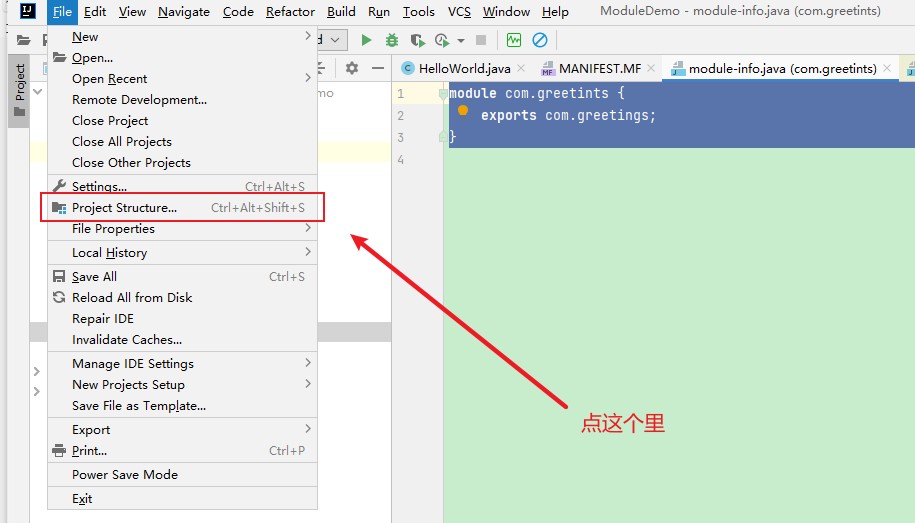 File Edit View Navigate Code Refactor Build Run Tools VCS Window Help ModuleDemo - module-info.java (com.greetints)
Project
HelloWorld.java MANIFEST.MF module-info.java (com.greetints)
New
Open...
Open Recent
Remote Development...
Close Project
Close All Projects
Close Other Projects
Settings... Ctrl+Alt+S
Project Structure... Ctrl+Alt+Shift+S
File Properties
Local History
Save All Ctrl+S
Reload All from Disk
Repair IDE
Invalidate Caches...
Manage IDE Settings
New Projects Setup
Save File as Template...
Export
Print... Ctrl+P
Power Save Mode
Exit
1 module com.greetints {
2 exports com.greetings;
3 }
4
点这个里